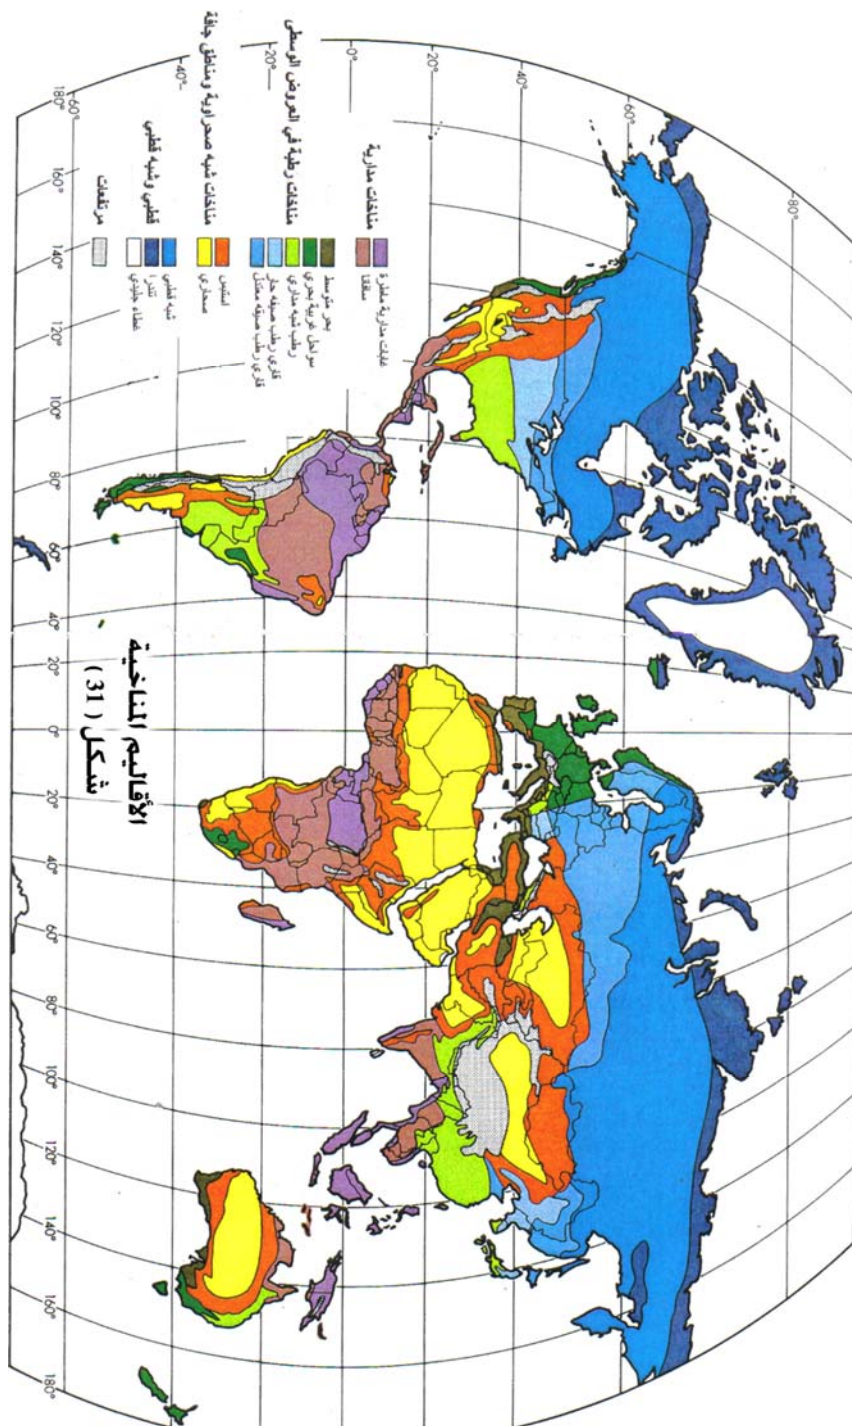 مناخات مدارية
غابات مدارية ماطرة
سافانا
مناخات رطبة في العروض الوسطى
بحر متوسط
سواحل غربية بحري
رطب شبه مداري
قاري رطب صيفه حار
قاري رطب صيفه معتدل
مناخات شبه صحراوية ومناطق جافة
استبس
صحاري
قطبي وشبه قطبي
شبه قطبي
تندرا
غطاء جليدي
مرتفعات
الأقاليم المناخية
شكل ( 31 )
80°
60°
40°
20°
0°
20°
40°
60°
180°
160°
140°
120°
100°
80°
60°
40°
20°
0°
20°
40°
60°
80°
100°
120°
140°
160°
180°